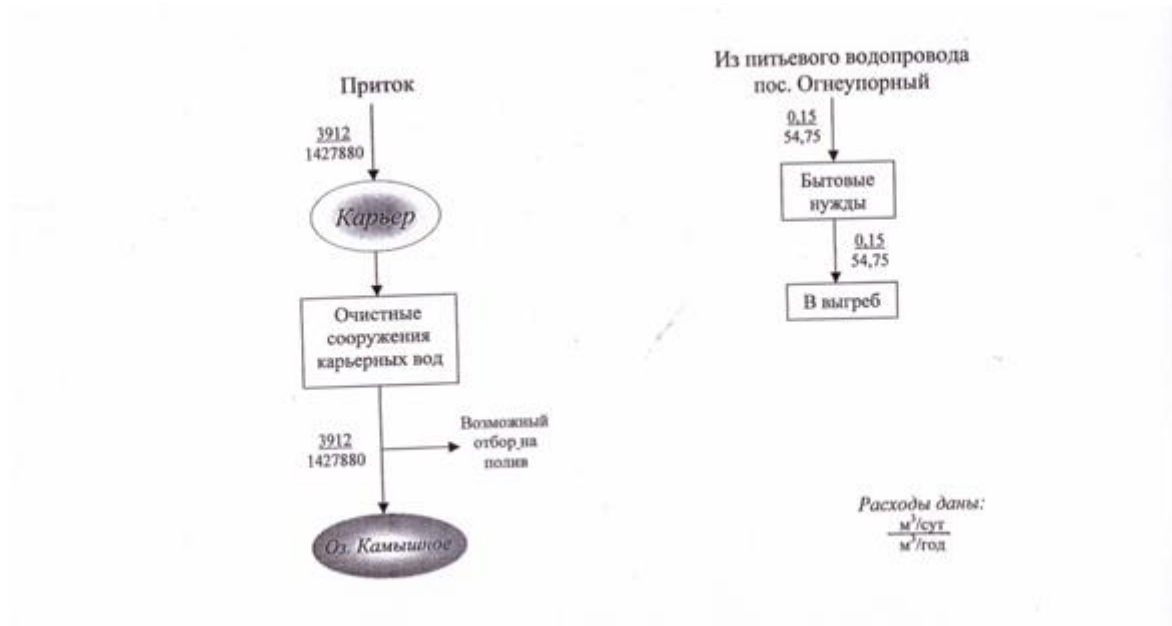 Приток
3912
1427880
Карьер
Очистные
сооружения
карьерных вод
3912
1427880
Возможный
отбор на
полив
Оз. Камышное
Из питьевого водопровода
пос. Огнеупорный
0,15
54,75
Бытовые
нужды
0,15
54,75
В выгреб
Расходы даны:
м³/сут
м³/год